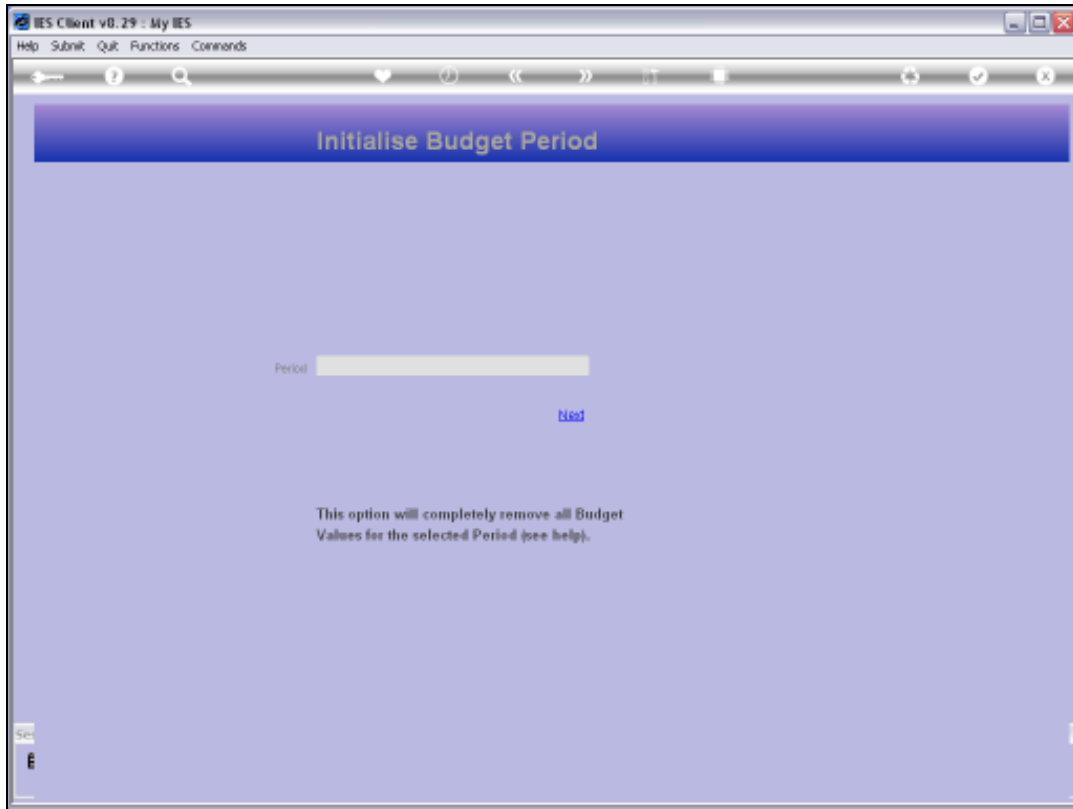 IES Client v8.29 : My IES
Help Submit Quit Functions Commands
Initialise Budget Period
Period
Next
This option will completely remove all Budget
Values for the selected Period (see help).
Se